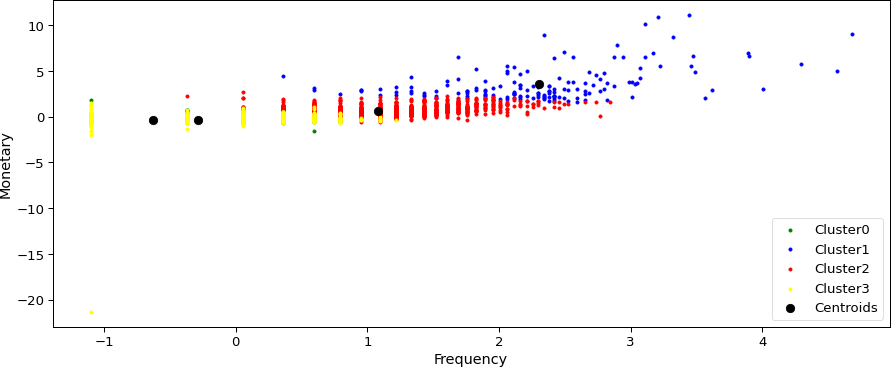 10
5
0
−5
−10
−15
−20
Monetary
−1
0
1
2
3
4
Frequency
Cluster0
Cluster1
Cluster2
Cluster3
Centroids